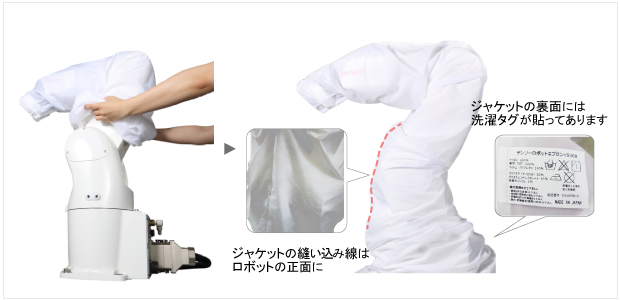 ジャケットの裏面には
洗濯タグが貼ってあります
ジャケットの縫い込み線は
ロボットの正面に
MADE IN JAPAN